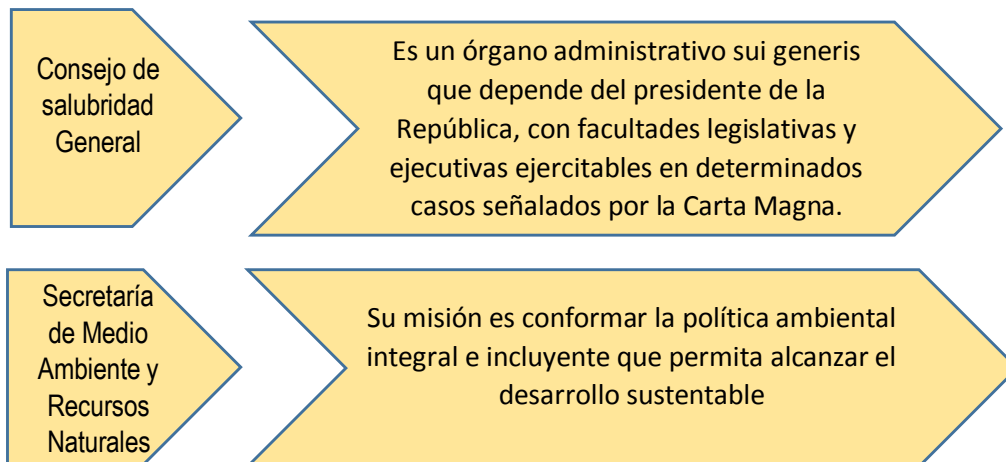 Consejo de
salubridad
General
Es un órgano administrativo sui generis
que depende del presidente de la
República, con facultades legislativas y
ejecutivas ejercitables en determinados
casos señalados por la Carta Magna.
Secretaría
de Medio
Ambiente y
Recursos
Naturales
Su misión es conformar la política ambiental
integral e incluyente que permita alcanzar el
desarrollo sustentable